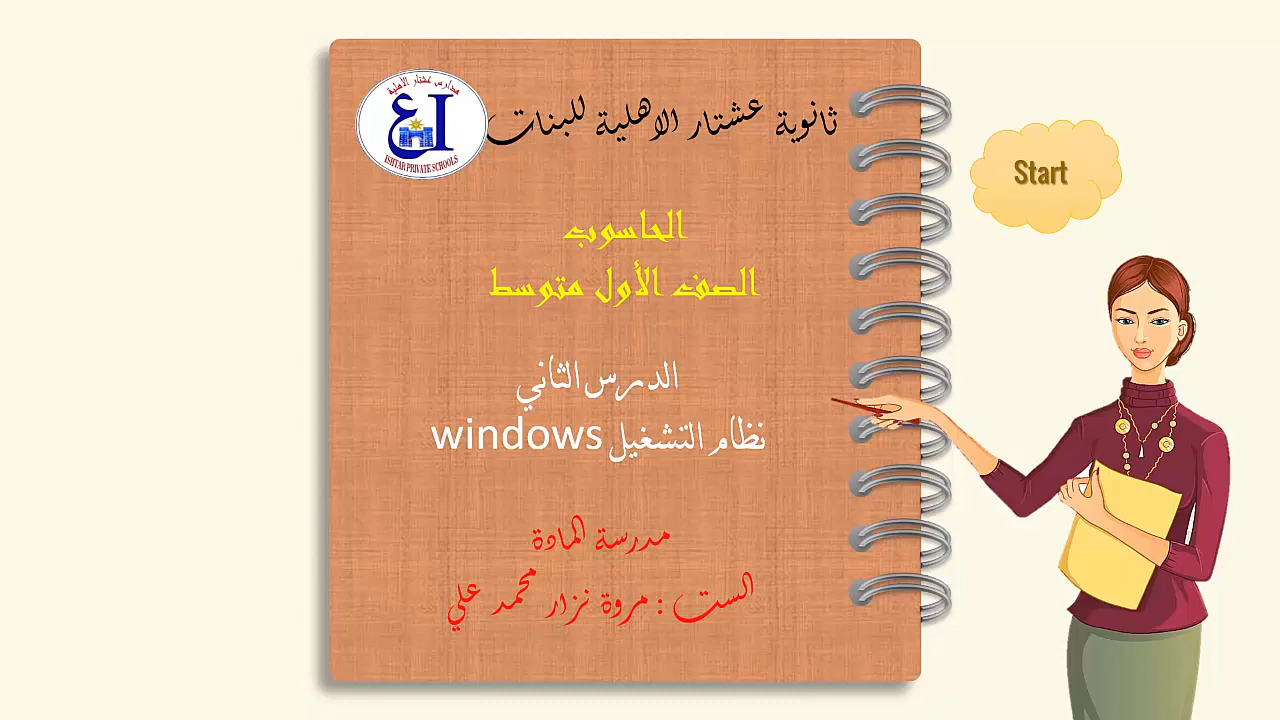 ثانوية عشتار الاهلية للبنات
مدارس عشتار الاهلية
ISHTAR PRIVATE SCHOOLS
الحاسوب
الصف الأول متوسط
الدرس الثاني
نظام التشغيل windows
مدرسة المادة
الست : مروة نزار محمد علي
Start